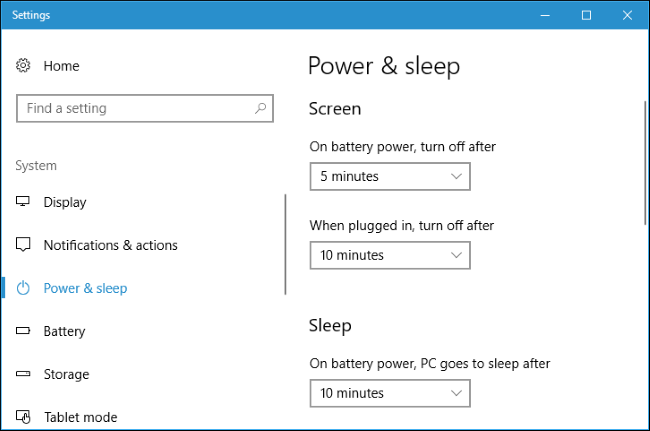 Settings
Home
Find a setting
System
Display
Notifications & actions
Power & sleep
Battery
Storage
Tablet mode
Power & sleep
Screen
On battery power, turn off after
5 minutes
When plugged in, turn off after
10 minutes
Sleep
On battery power, PC goes to sleep after
10 minutes